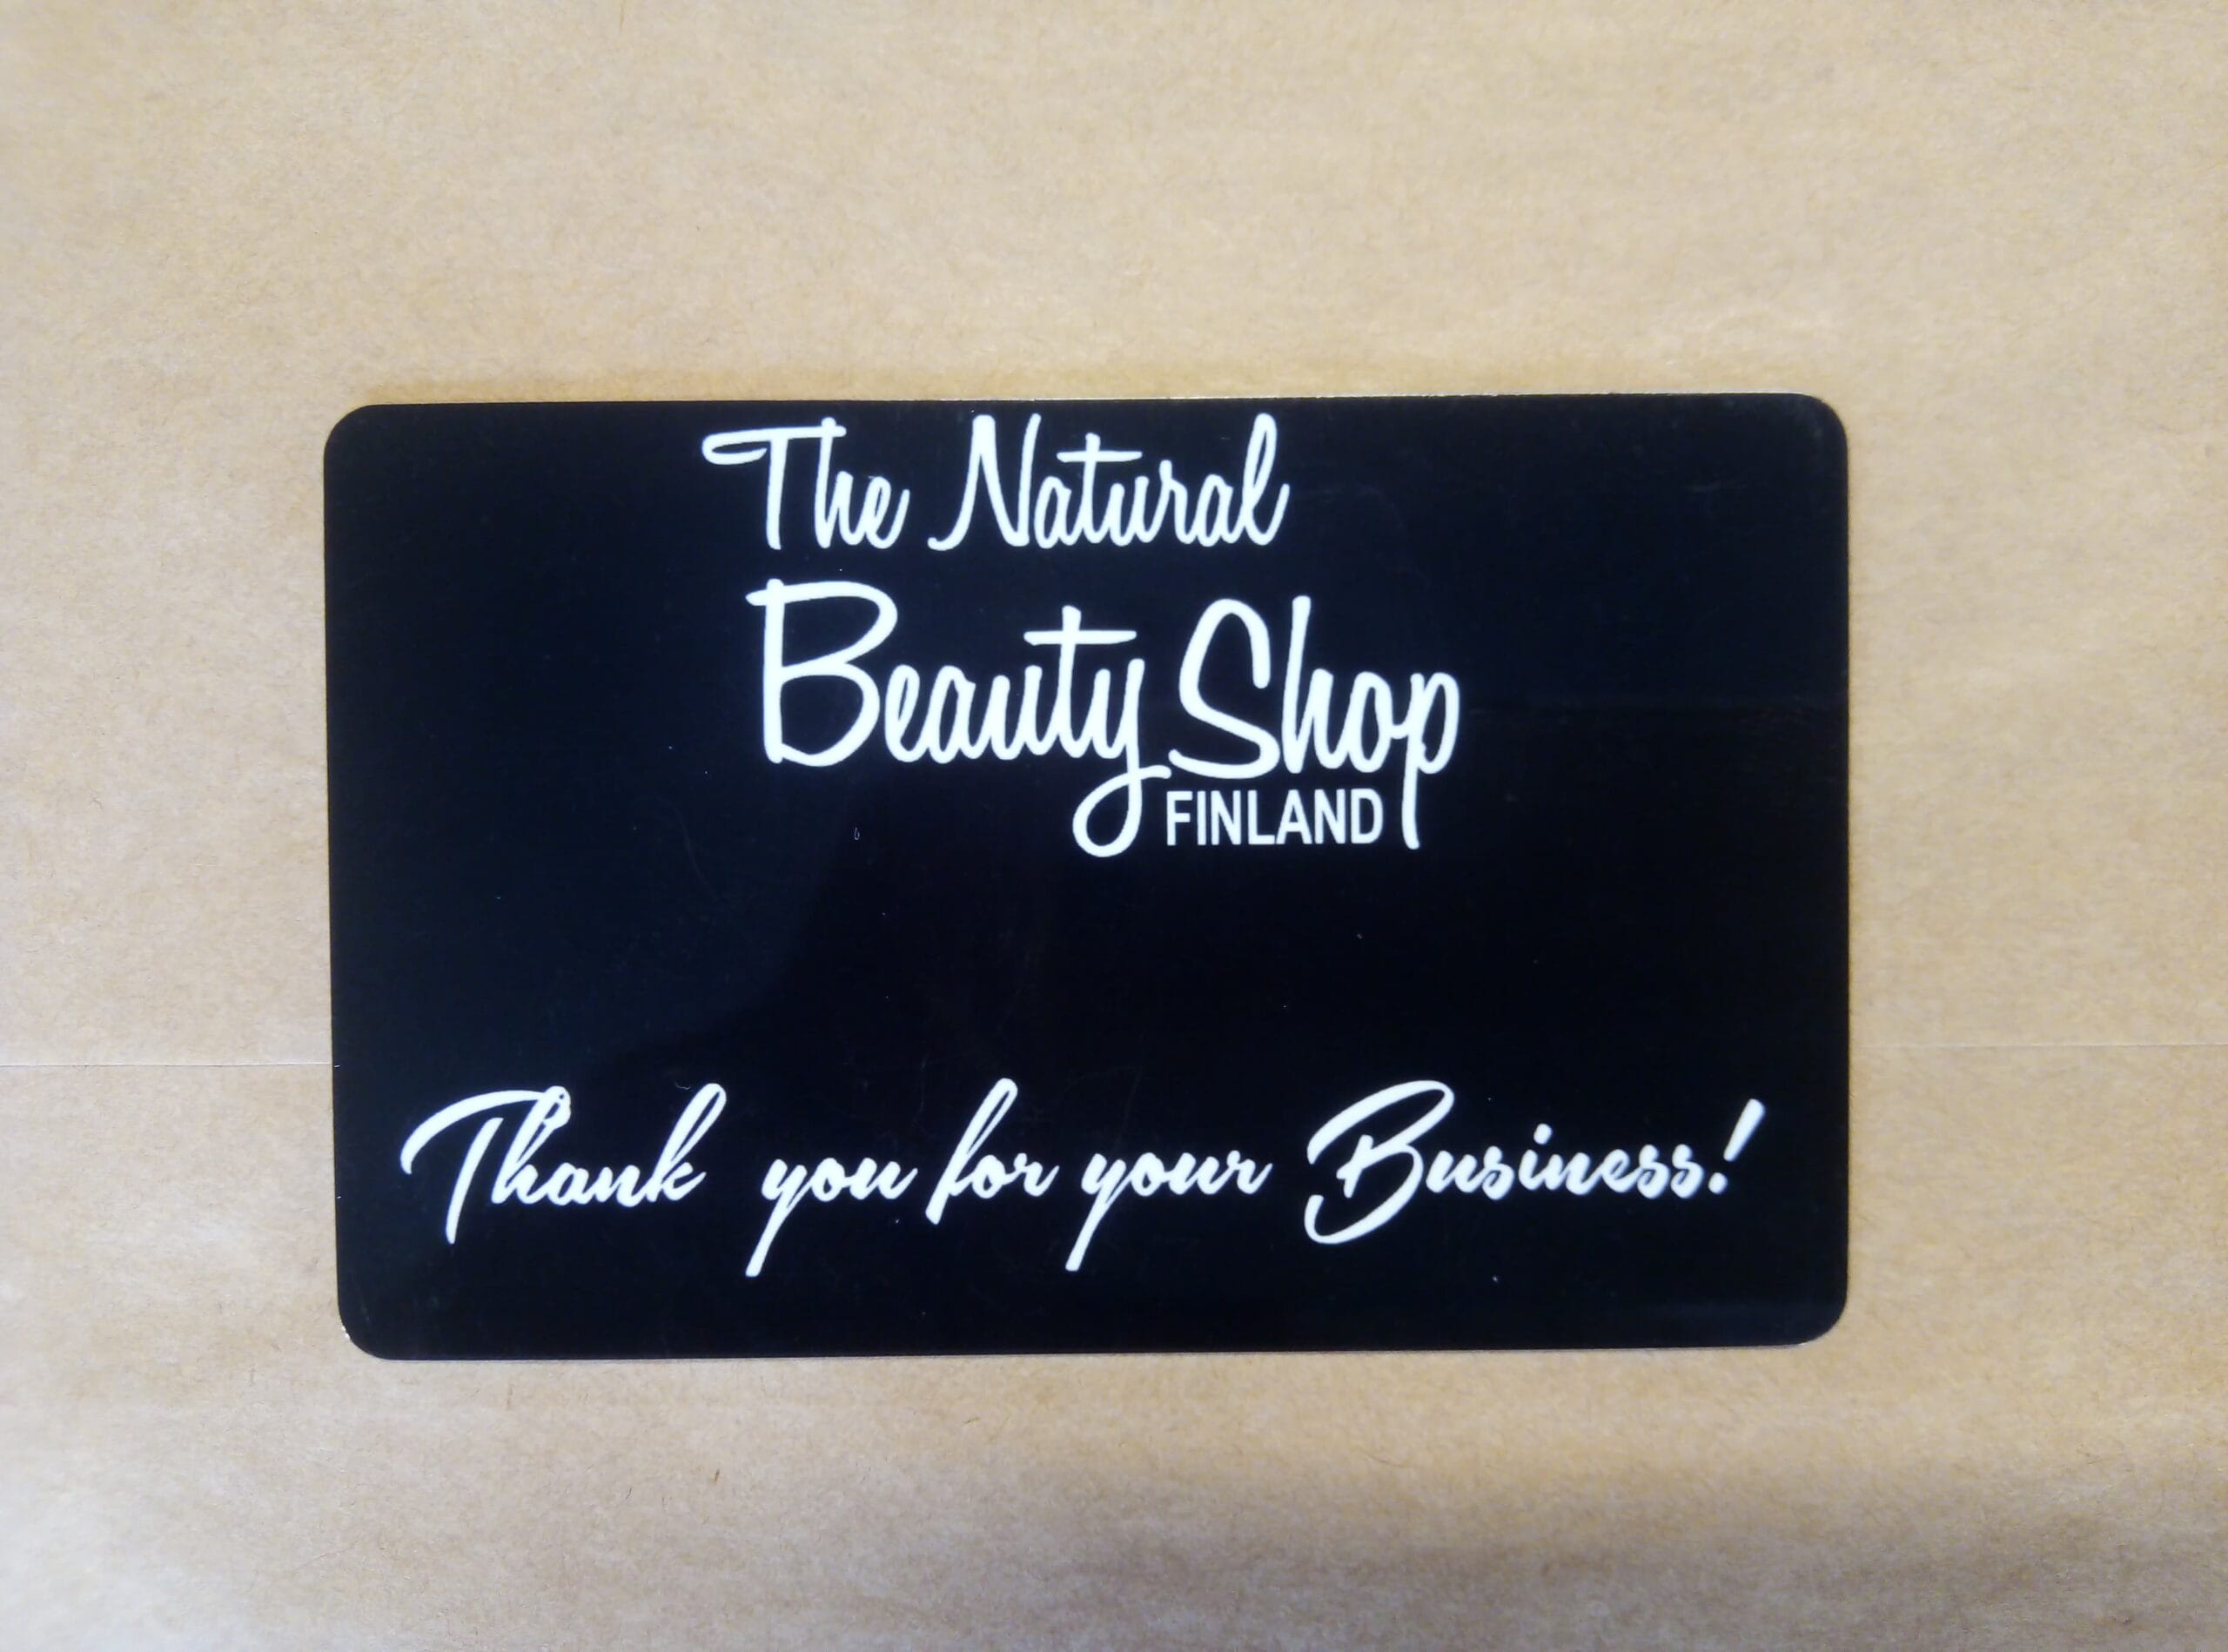 The Natural
Beauty Shop
FINLAND
Thank you for your Business!